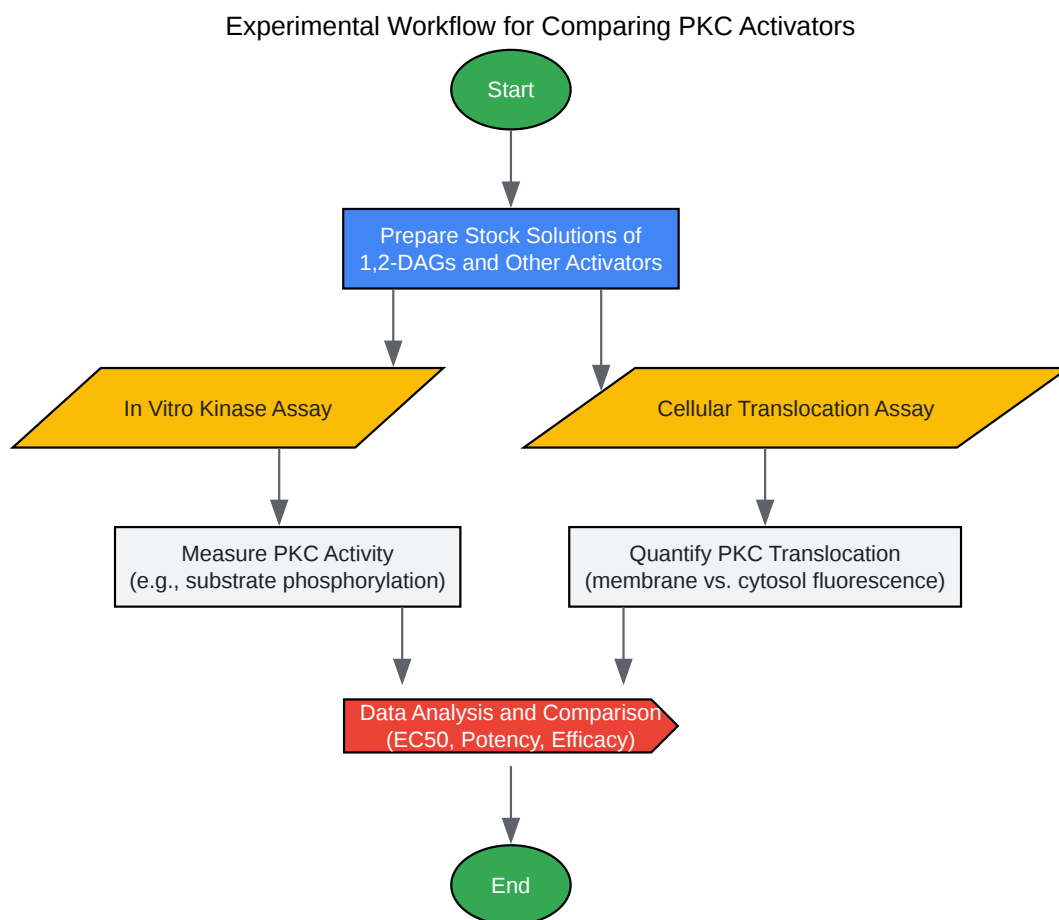 Experimental Workflow for Comparing PKC Activators
Start
Prepare Stock Solutions of
1,2-DAGs and Other Activators
In Vitro Kinase Assay
Cellular Translocation Assay
Measure PKC Activity
(e.g., substrate phosphorylation)
Quantify PKC Translocation
(membrane vs. cytosol fluorescence)
Data Analysis and Comparison
(EC50, Potency, Efficacy)
End